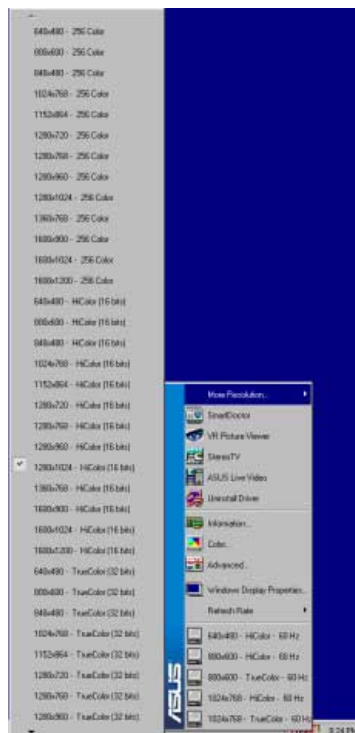 640x480 - 256 Color
800x600 - 256 Color
848x480 - 256 Color
1024x768 - 256 Color
1152x864 - 256 Color
1280x720 - 256 Color
1280x768 - 256 Color
1280x960 - 256 Color
1280x1024 - 256 Color
1360x768 - 256 Color
1600x900 - 256 Color
1600x1024 - 256 Color
1600x1200 - 256 Color
640x480 - HiColor (16 bits)
800x600 - HiColor (16 bits)
848x480 - HiColor (16 bits)
1024x768 - HiColor (16 bits)
1152x864 - HiColor (16 bits)
1280x720 - HiColor (16 bits)
1280x768 - HiColor (16 bits)
1280x960 - HiColor (16 bits)
1280x1024 - HiColor (16 bits)
1360x768 - HiColor (16 bits)
1600x900 - HiColor (16 bits)
1600x1024 - HiColor (16 bits)
1600x1200 - HiColor (16 bits)
640x480 - TrueColor (32 bits)
800x600 - TrueColor (32 bits)
848x480 - TrueColor (32 bits)
1024x768 - TrueColor (32 bits)
1152x864 - TrueColor (32 bits)
1280x720 - TrueColor (32 bits)
1280x768 - TrueColor (32 bits)
1280x960 - TrueColor (32 bits)
More Resolution...
SmartDoctor
VR Picture Viewer
StereoTV
ASUS Live Video
Uninstall Driver
Information...
Color...
Advanced...
Windows Display Properties...
Refresh Rate
640x480 - HiColor - 60 Hz
800x600 - HiColor - 60 Hz
800x600 - TrueColor - 60 Hz
1024x768 - HiColor - 60 Hz
1024x768 - TrueColor - 60 Hz
ASUS